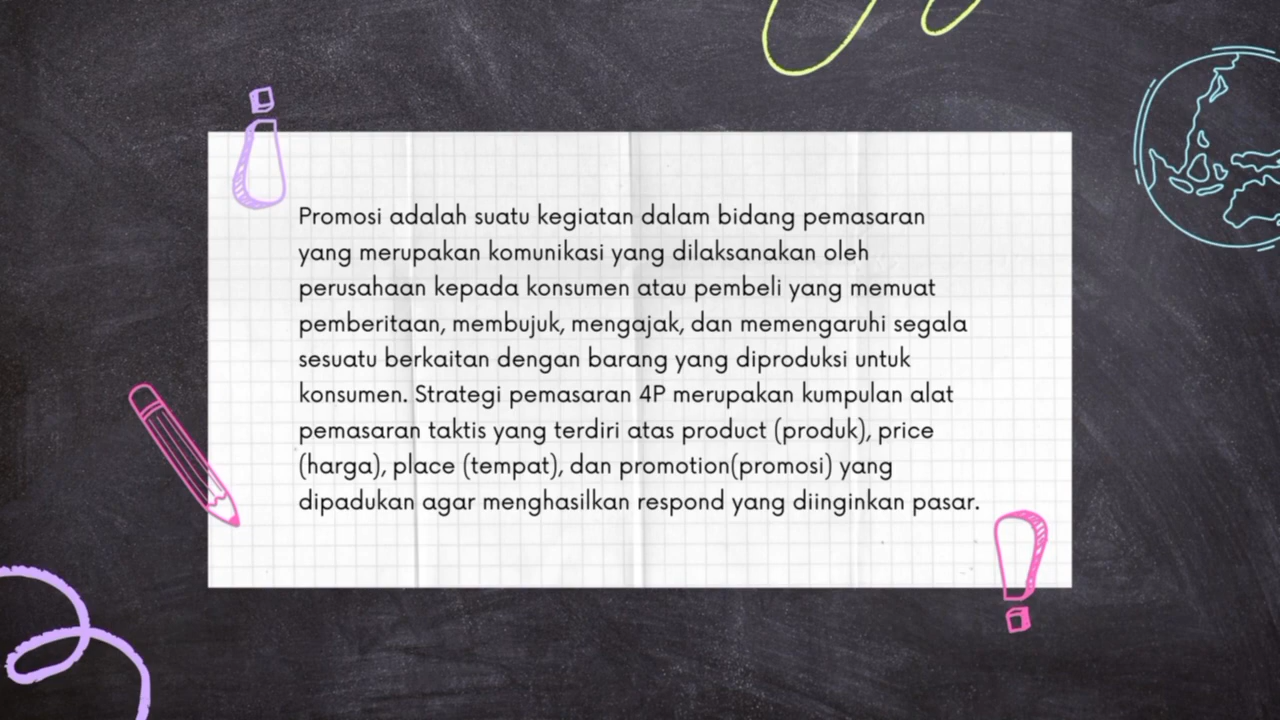 Promosi adalah suatu kegiatan dalam bidang pemasaran
yang merupakan komunikasi yang dilaksanakan oleh
perusahaan kepada konsumen atau pembeli yang memuat
pemberitaan, membujuk, mengajak, dan memengaruhi segala
sesuatu berkaitan dengan barang yang diproduksi untuk
konsumen. Strategi pemasaran 4P merupakan kumpulan alat
pemasaran taktis yang terdiri atas product (produk), price
(harga), place (tempat), dan promotion(promosi) yang
dipadukan agar menghasilkan respond yang diinginkan pasar.